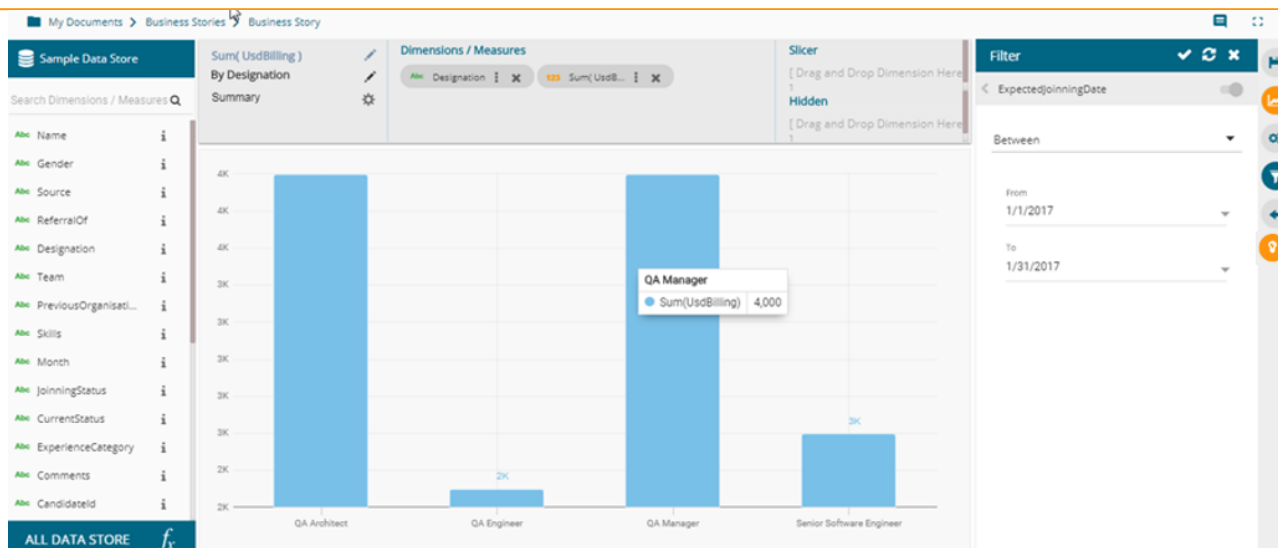 My Documents > Business Stories > Business Story
Sample Data Store
Search Dimensions / Measures
Abc Name i
Abc Gender i
Abc Source i
Abc ReferralOf i
Abc Designation i
Abc Team i
Abc PreviousOrganisati... i
Abc Skills i
Abc Month i
Abc JoinningStatus i
Abc CurrentStatus i
Abc ExperienceCategory i
Abc Comments i
Abc CandidateId i
ALL DATA STORE fx
Sum( UsdBilling )
By Designation
Summary
Dimensions / Measures
Abc Designation
123 Sum( UsdB...
Slicer
[ Drag and Drop Dimension Here
Hidden
[ Drag and Drop Dimension Here
4K
4K
4K
3K
3K
3K
3K
3K
2K
2K
2K
3K
QA Manager
Sum(UsdBilling) 4,000
QA Architect
QA Engineer
QA Manager
Senior Software Engineer
Filter
< ExpectedJoinningDate
Between
From
1/1/2017
To
1/31/2017